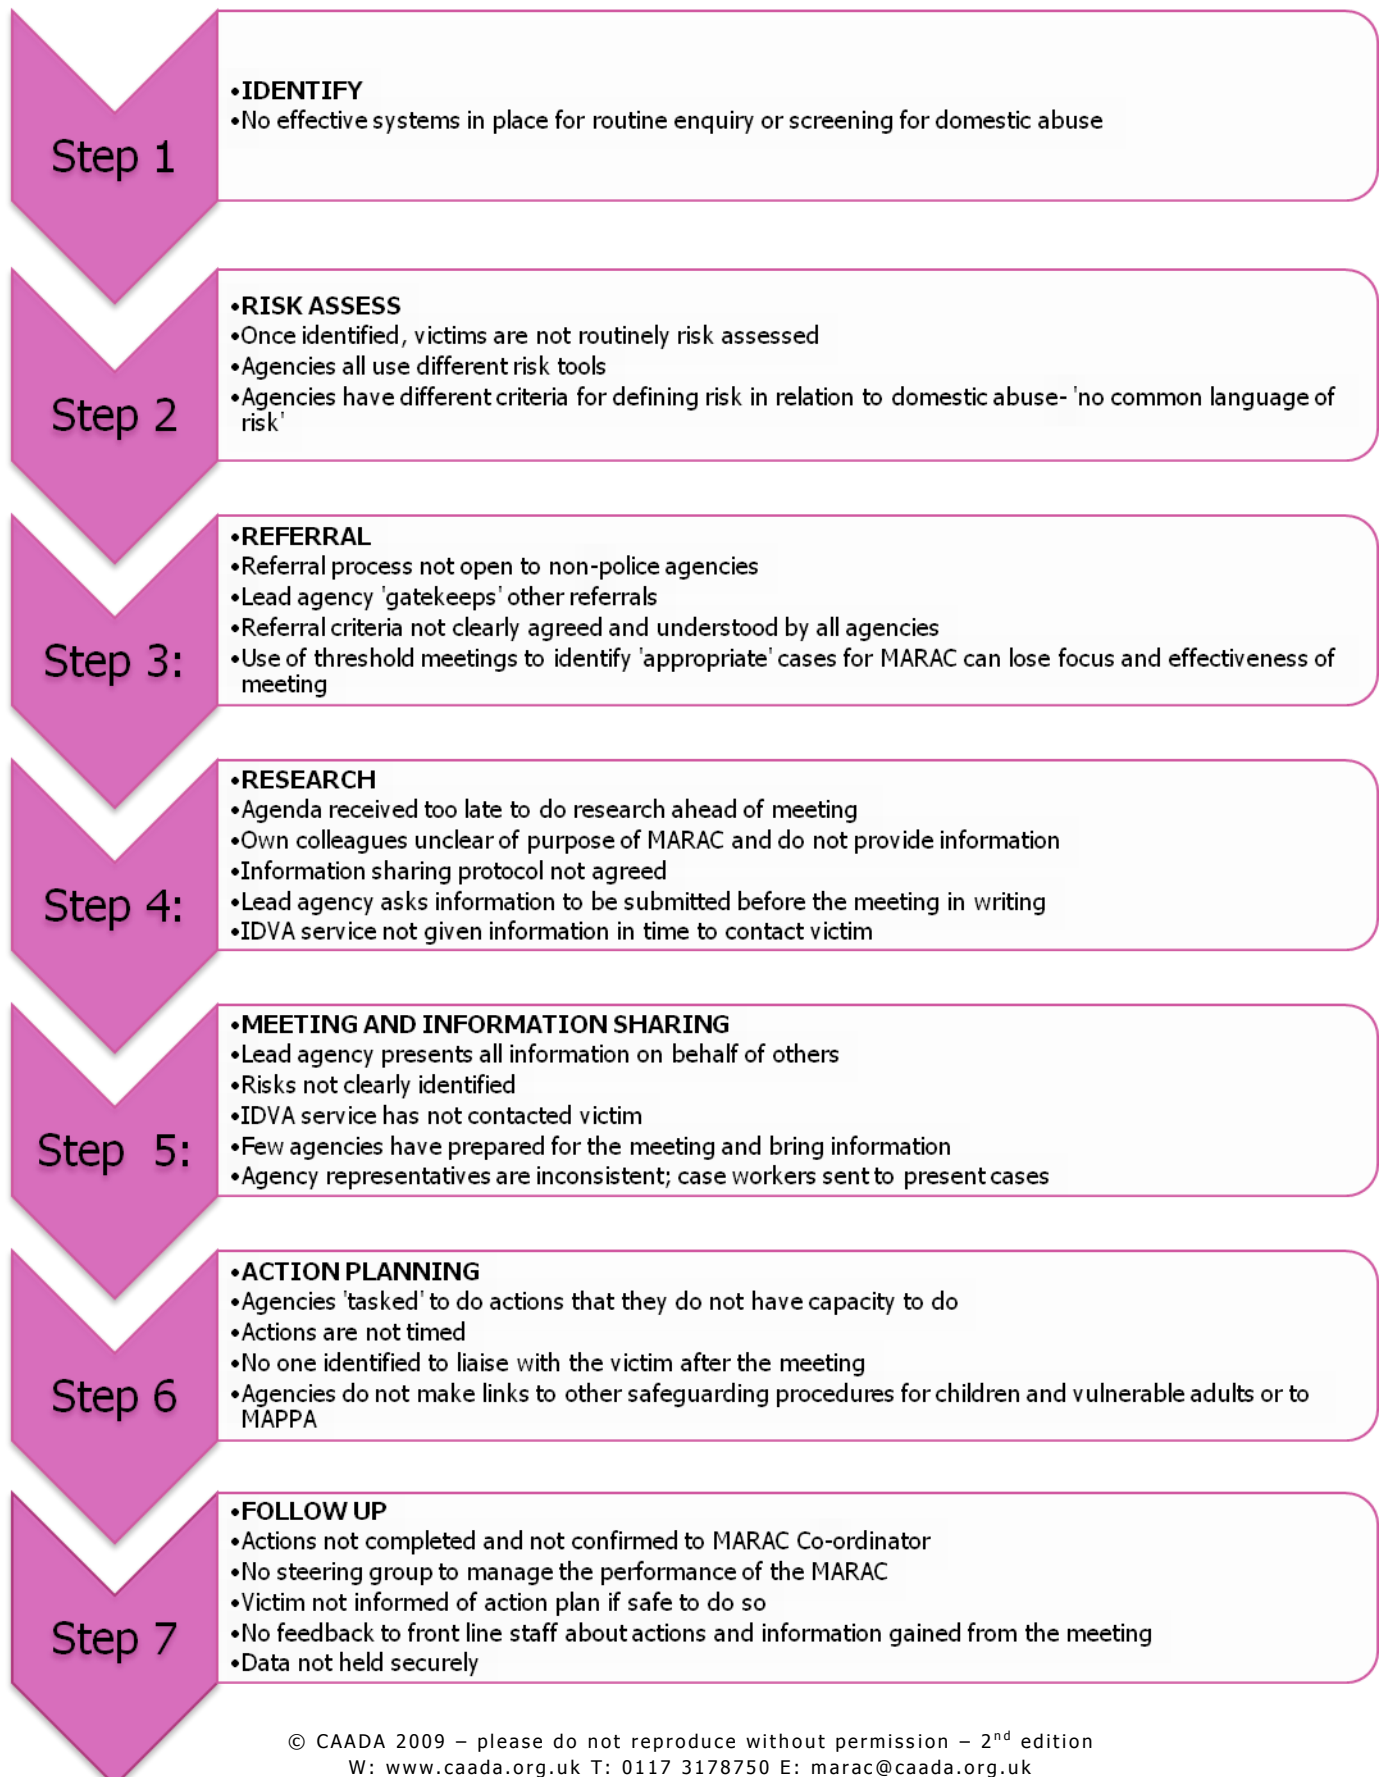 Step 1
•IDENTIFY
•No effective systems in place for routine enquiry or screening for domestic abuse
Step 2
•RISK ASSESS
•Once identified, victims are not routinely risk assessed
•Agencies all use different risk tools
•Agencies have different criteria for defining risk in relation to domestic abuse- 'no common language of
risk'
Step 3:
•REFERRAL
•Referral process not open to non-police agencies
•Lead agency 'gatekeeps' other referrals
•Referral criteria not clearly agreed and understood by all agencies
•Use of threshold meetings to identify 'appropriate' cases for MARAC can lose focus and effectiveness of
meeting
Step 4:
•RESEARCH
•Agenda received too late to do research ahead of meeting
•Own colleagues unclear of purpose of MARAC and do not provide information
•Information sharing protocol not agreed
•Lead agency asks information to be submitted before the meeting in writing
•IDVA service not given information in time to contact victim
Step 5:
•MEETING AND INFORMATION SHARING
•Lead agency presents all information on behalf of others
•Risks not clearly identified
•IDVA service has not contacted victim
•Few agencies have prepared for the meeting and bring information
•Agency representatives are inconsistent; case workers sent to present cases
Step 6
•ACTION PLANNING
•Agencies 'tasked' to do actions that they do not have capacity to do
•Actions are not timed
•No one identified to liaise with the victim after the meeting
•Agencies do not make links to other safeguarding procedures for children and vulnerable adults or to
MAPPA
Step 7
•FOLLOW UP
•Actions not completed and not confirmed to MARAC Co-ordinator
•No steering group to manage the performance of the MARAC
•Victim not informed of action plan if safe to do so
•No feedback to front line staff about actions and information gained from the meeting
•Data not held securely
© CAADA 2009 – please do not reproduce without permission – 2nd edition
W: www.caada.org.uk T: 0117 3178750 E: marac@caada.org.uk